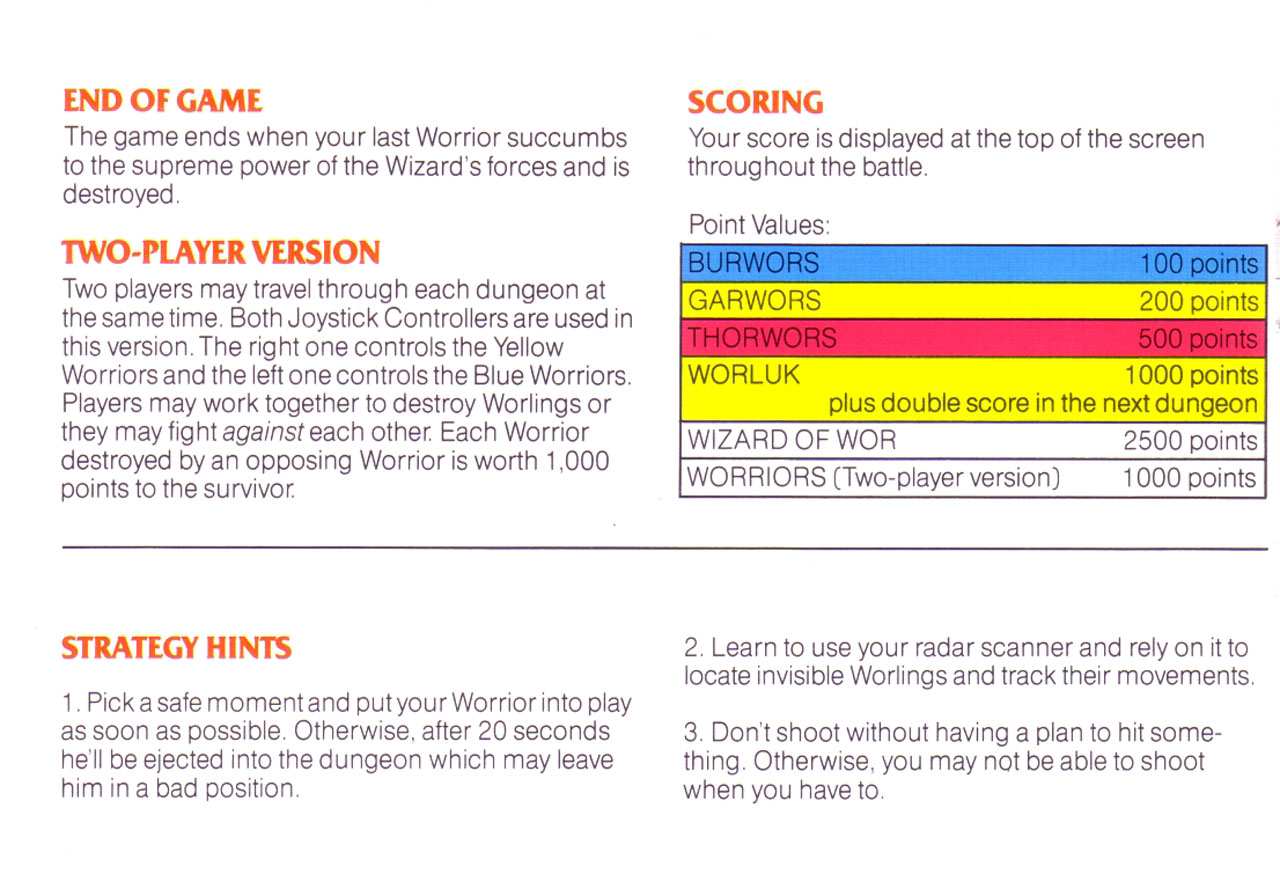 END OF GAME
The game ends when your last Worrior succumbs
to the supreme power of the Wizard's forces and is
destroyed.
TWO-PLAYER VERSION
Two players may travel through each dungeon at
the same time. Both Joystick Controllers are used in
this version. The right one controls the Yellow
Worriors and the left one controls the Blue Worriors.
Players may work together to destroy Worlings or
they may fight against each other. Each Worrior
destroyed by an opposing Worrior is worth 1,000
points to the survivor.
SCORING
Your score is displayed at the top of the screen
throughout the battle.
Point Values:
BURWORS 100 points
GARWORS 200 points
THORWORS 500 points
WORLUK 1000 points
plus double score in the next dungeon
WIZARD OF WOR 2500 points
WORRIORS (Two-player version) 1000 points
STRATEGY HINTS
1. Pick a safe moment and put your Worrior into play
as soon as possible. Otherwise, after 20 seconds
he'll be ejected into the dungeon which may leave
him in a bad position.
2. Learn to use your radar scanner and rely on it to
locate invisible Worlings and track their movements.
3. Don't shoot without having a plan to hit some-
thing. Otherwise, you may not be able to shoot
when you have to.